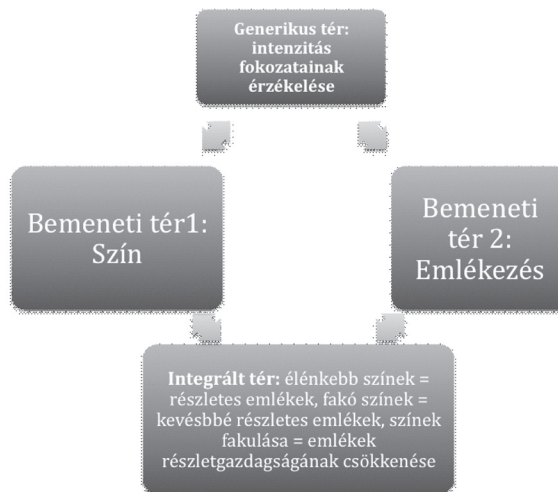 Generikus tér:
intenzitás
fokozatainak
érzékelése
Bemeneti tér1:
Szín
Bemeneti
tér 2:
Emlékezés
Integrált tér: élénkebb színek =
részletes emlékek, fakó színek =
kevésbbé részletes emlékek, színek
fakulása = emlékek
részletgazdagságának csökkenése